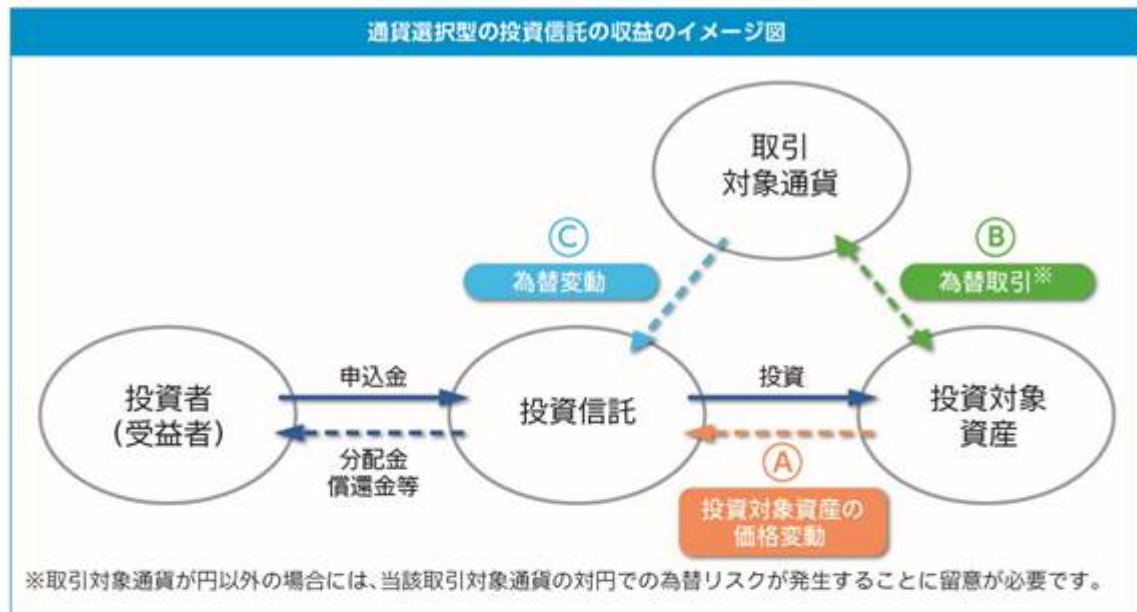 通貨選択型の投資信託の収益のイメージ図
取引
対象通貨
Ⓒ
為替変動
Ⓑ
為替取引※
投資者
(受益者)
申込金
分配金
償還金等
投資信託
投資
Ⓐ
投資対象資産の
価格変動
投資対象
資産
※取引対象通貨が円以外の場合には、当該取引対象通貨の対円での為替リスクが発生することに留意が必要です。